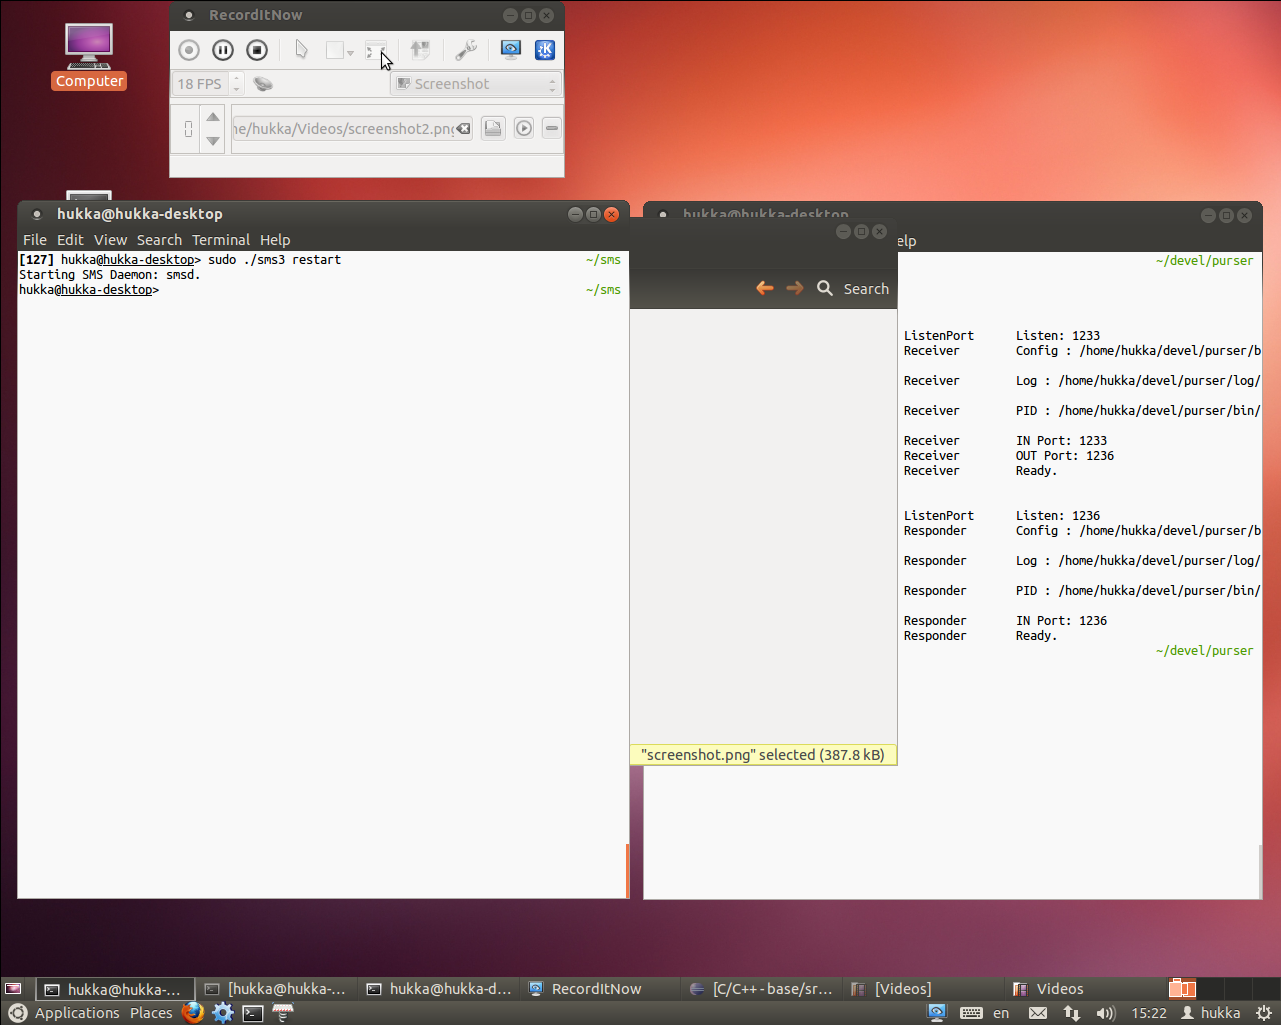 RecordItNow
Computer
18 FPS
Screenshot
ne/hukka/Videos/screenshot2.png
hukka@hukka-desktop
File Edit View Search Terminal Help
[127] hukka@hukka-desktop> sudo ./sms3 restart ~/sms
Starting SMS Daemon: smsd.
hukka@hukka-desktop> ~/sms
Search
"screenshot.png" selected (387.8 kB)
hukka@hukka-desktop
elp
~/devel/purser
ListenPort Listen: 1233
Receiver Config : /home/hukka/devel/purser/b
Receiver Log : /home/hukka/devel/purser/log/
Receiver PID : /home/hukka/devel/purser/bin/
Receiver IN Port: 1233
Receiver OUT Port: 1236
Receiver Ready.
ListenPort Listen: 1236
Responder Config : /home/hukka/devel/purser/b
Responder Log : /home/hukka/devel/purser/log/
Responder PID : /home/hukka/devel/purser/bin/
Responder IN Port: 1236
Responder Ready.
~/devel/purser
hukka@hukka-... [hukka@hukka-... hukka@hukka-d... RecordItNow [C/C++ - base/sr... [Videos] Videos
Applications Places en 15:22 hukka